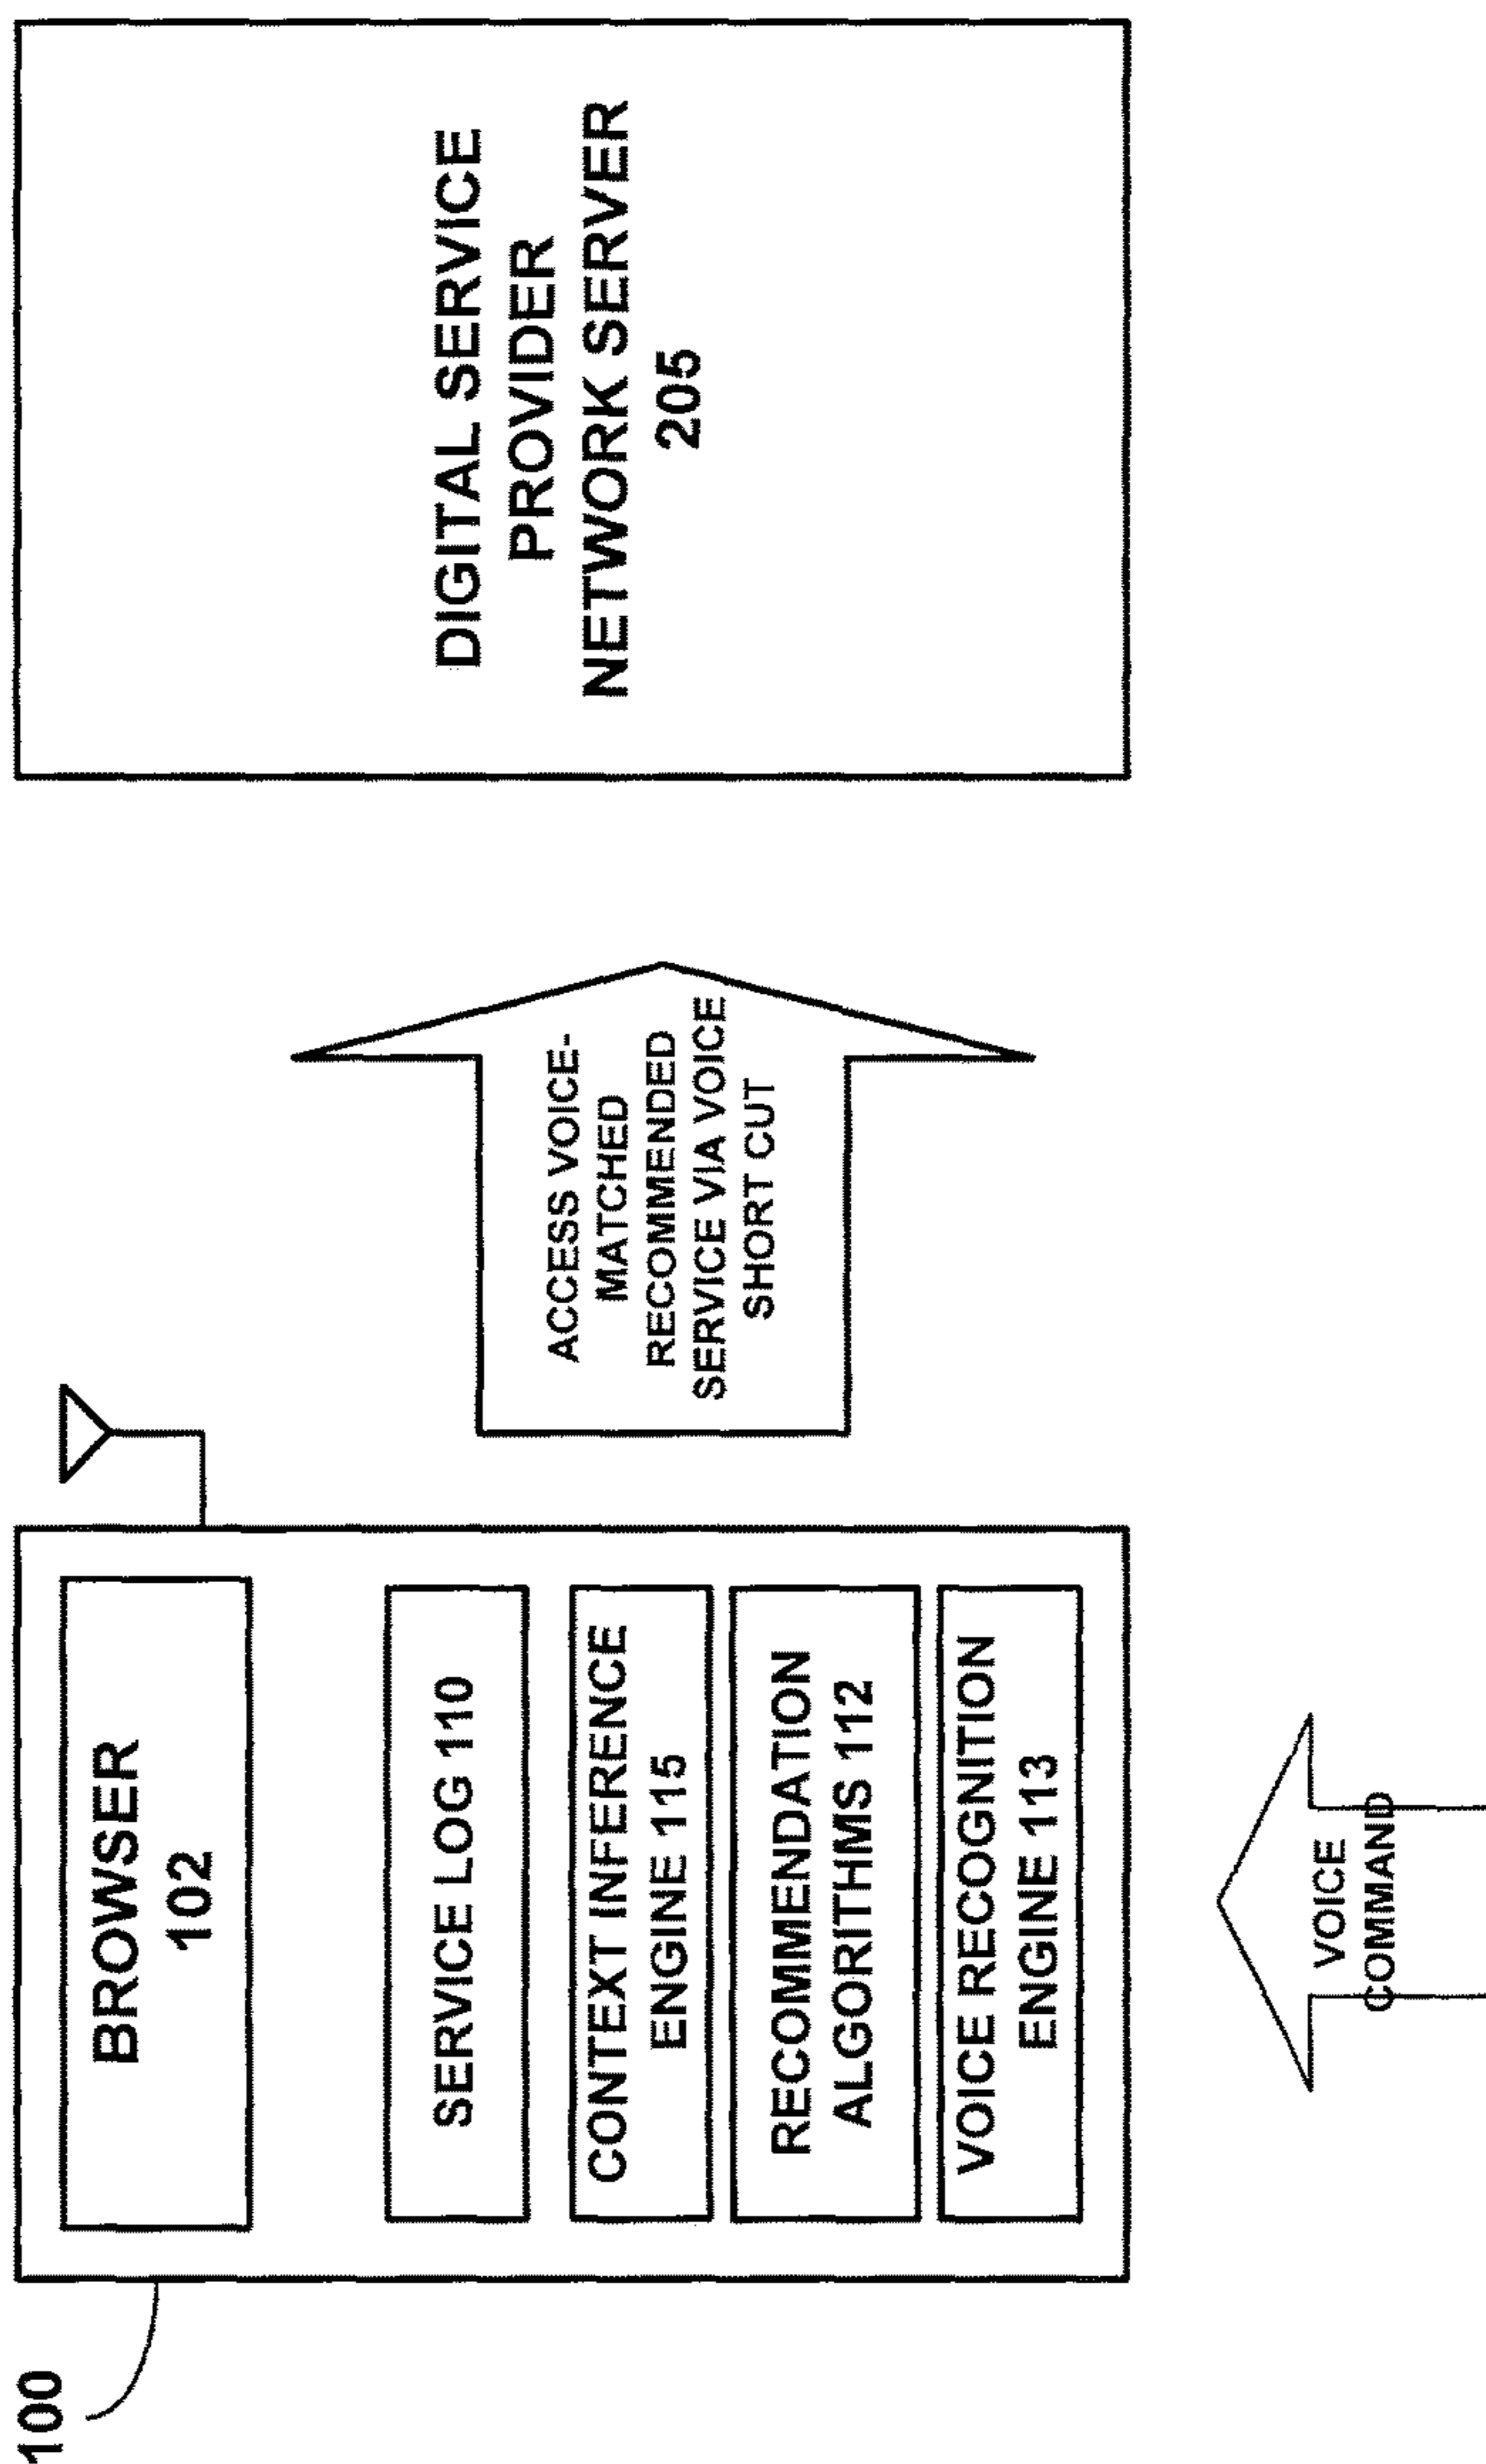 100
BROWSER
102
SERVICE LOG 110
CONTEXT INFERENCE
ENGINE 115
RECOMMENDATION
ALGORITHMS 112
VOICE RECOGNITION
ENGINE 113
VOICE
COMMAND
ACCESS VOICE-
MATCHED
RECOMMENDED
SERVICE VIA VOICE
SHORT CUT
DIGITAL SERVICE
PROVIDER
NETWORK SERVER
205